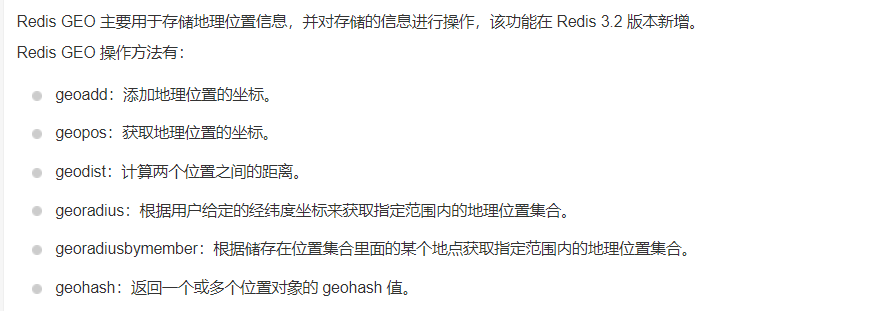 Redis GEO 主要用于存储地理位置信息，并对存储的信息进行操作，该功能在 Redis 3.2 版本新增。
Redis GEO 操作方法有：
geoadd：添加地理位置的坐标。
geopos：获取地理位置的坐标。
geodist：计算两个位置之间的距离。
georadius：根据用户给定的经纬度坐标来获取指定范围内的地理位置集合。
georadiusbymember：根据储存在位置集合里面的某个地点获取指定范围内的地理位置集合。
geohash：返回一个或多个位置对象的 geohash 值。